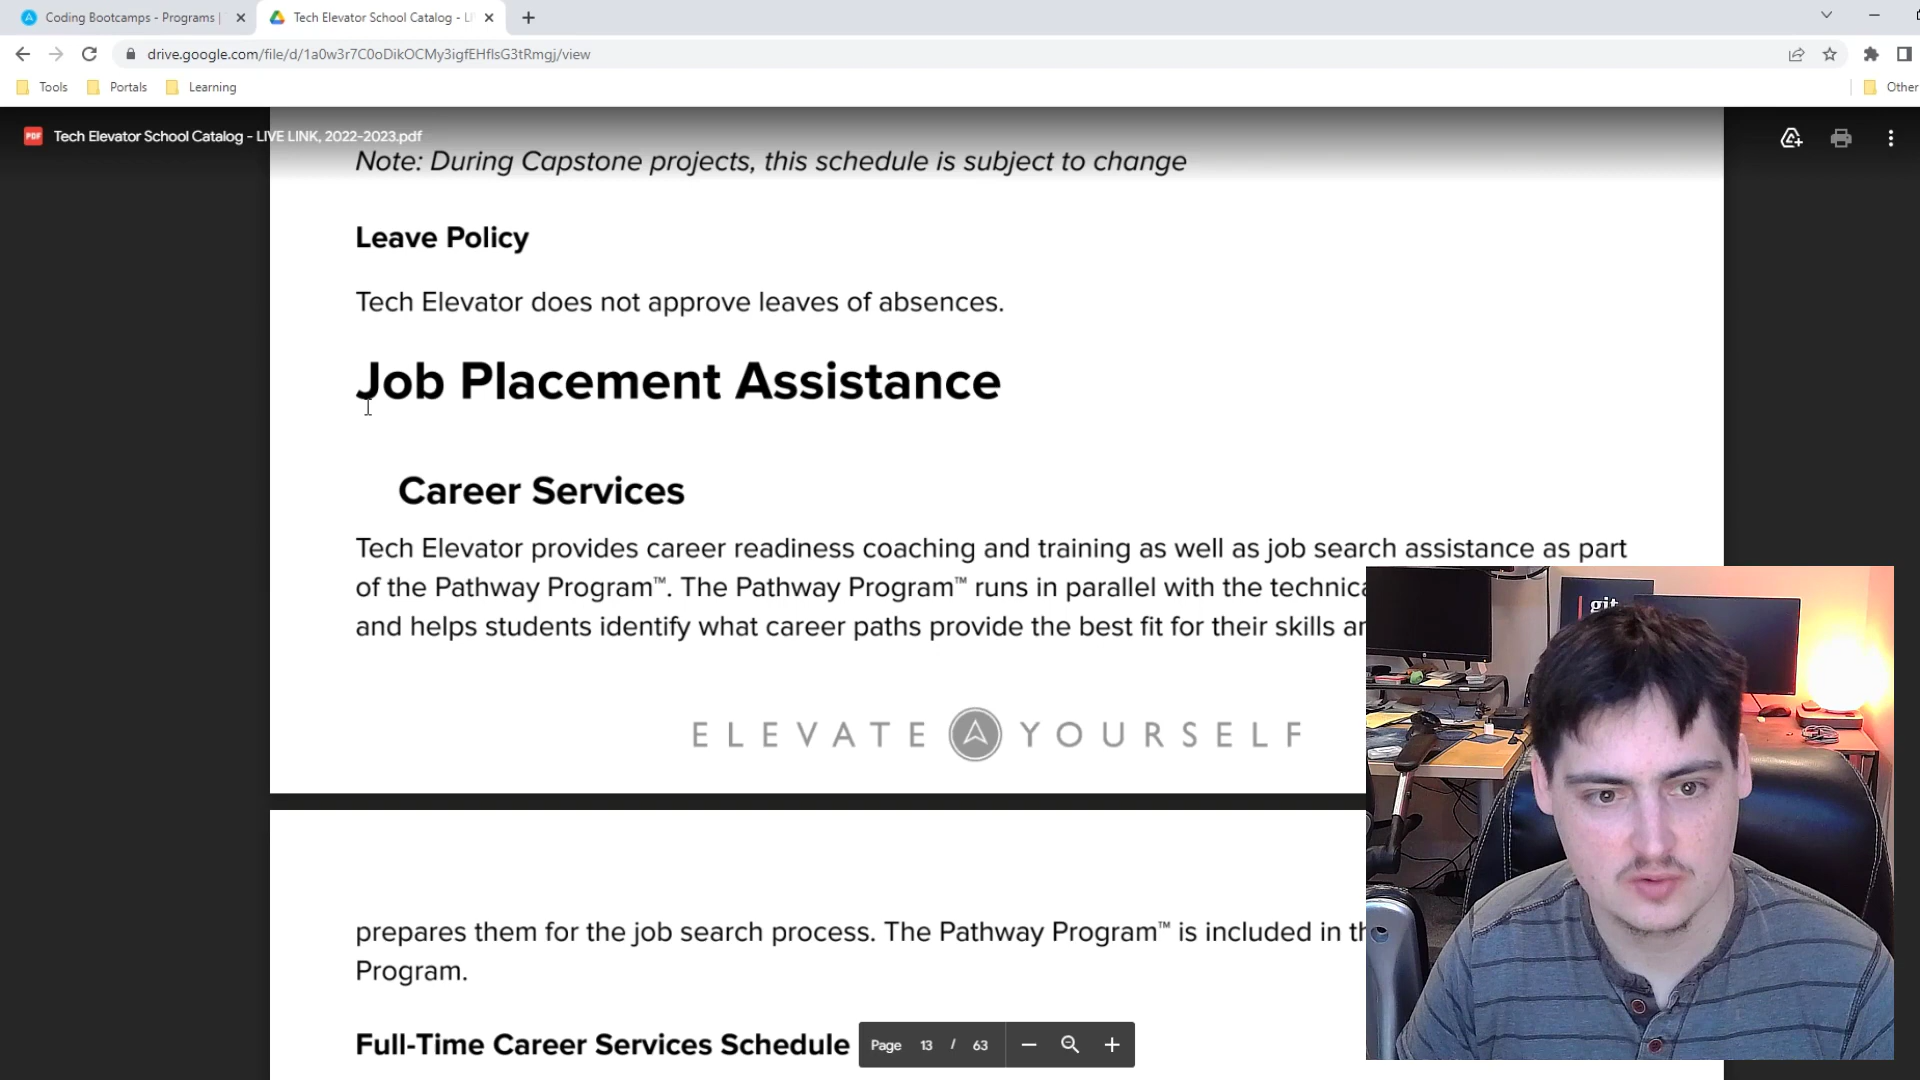 Coding Bootcamps - Programs |
Tech Elevator School Catalog - LI
drive.google.com/file/d/1a0w3r7C0oDikOCMy3igfEHflsG3tRmgj/view
Tools
Portals
Learning
Other
PDF
Tech Elevator School Catalog - LIVE LINK, 2022-2023.pdf
Note: During Capstone projects, this schedule is subject to change
Leave Policy
Tech Elevator does not approve leaves of absences.
Job Placement Assistance
Career Services
Tech Elevator provides career readiness coaching and training as well as job search assistance as part
of the Pathway Program™. The Pathway Program™ runs in parallel with the technica
and helps students identify what career paths provide the best fit for their skills an
git
ELEVATE YOURSELF
prepares them for the job search process. The Pathway Program™ is included in th
Program.
Full-Time Career Services Schedule
Page 13 / 63